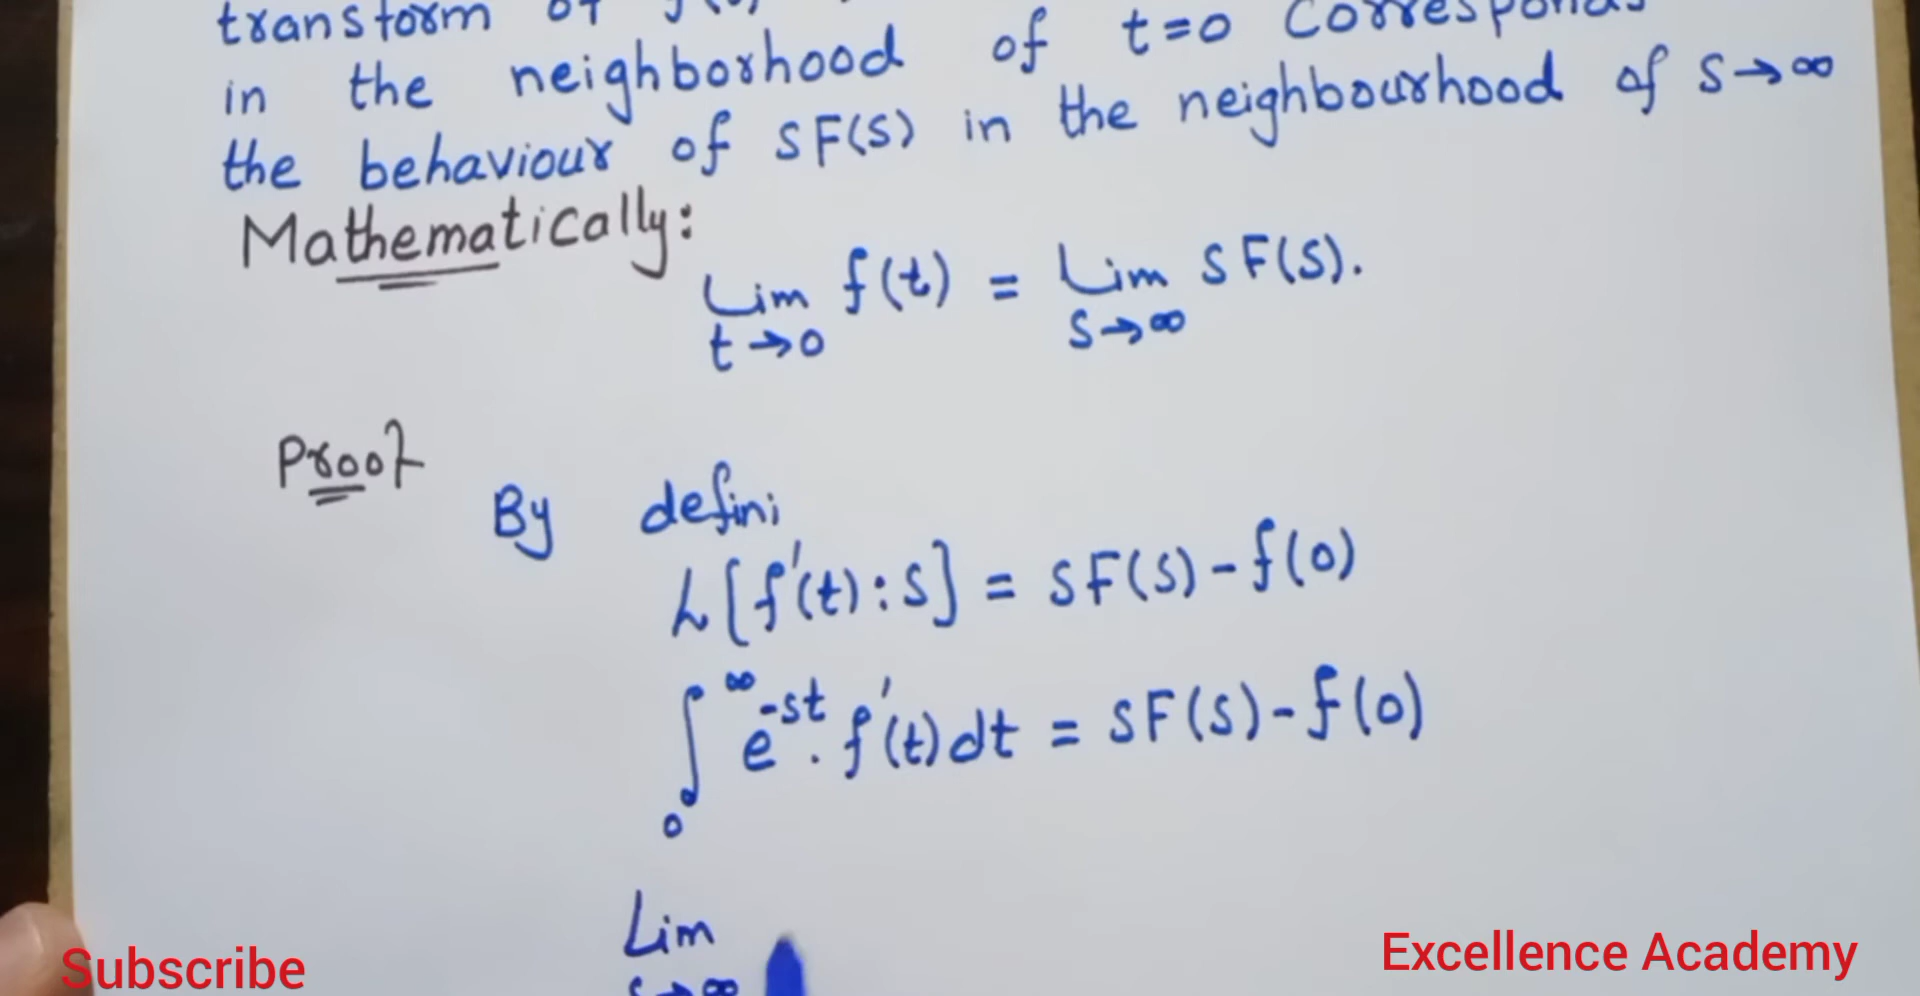 transform of
in the neighborhood of t=0 Corresponds
the behaviour of SF(S) in the neighbourhood of S→∞
Mathematically:
Lim f(t) = Lim SF(S).
t→0 S→∞
Proof
By defini
L[f'(t):S] = SF(S)-f(0)
∫₀^∞ e^-st. f'(t)dt = SF(S)-f(0)
Lim
S→∞
Subscribe
Excellence Academy